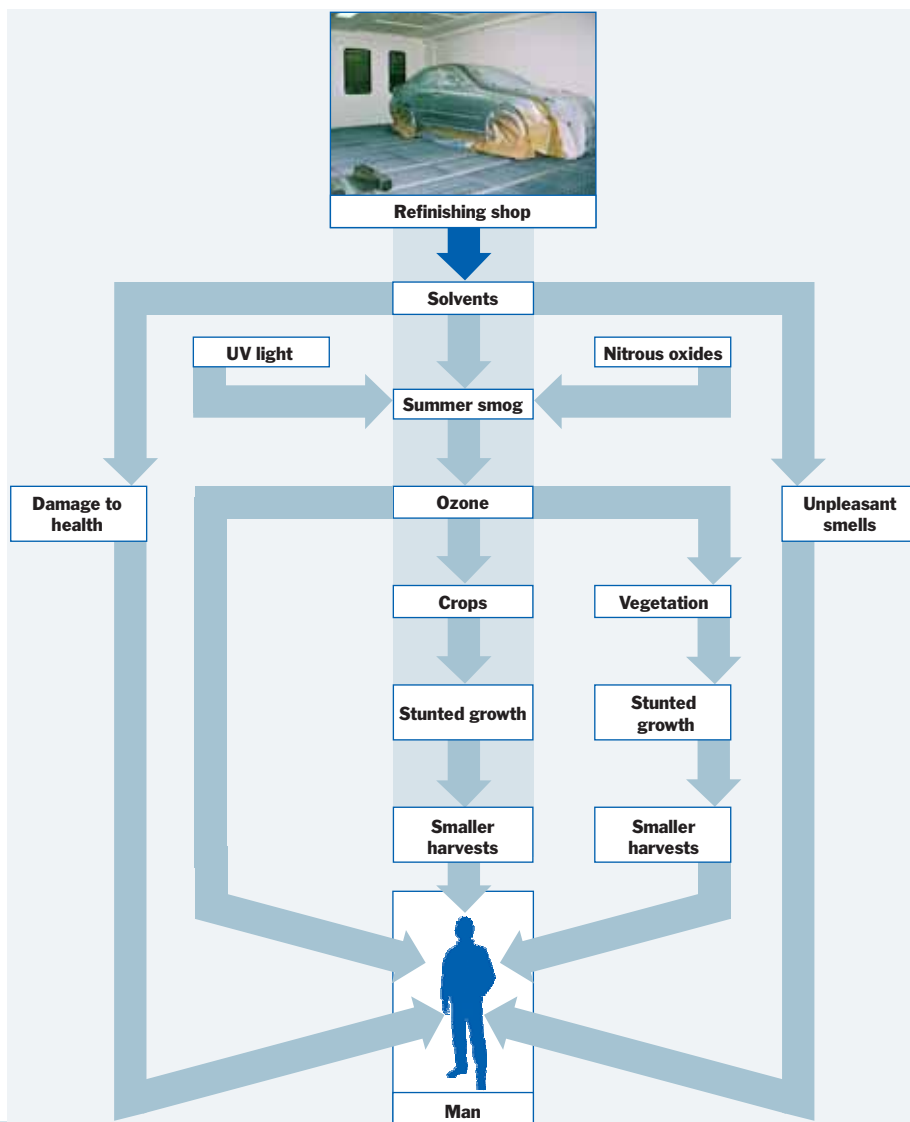 Refinishing shop
Solvents
UV light
Nitrous oxides
Summer smog
Damage to
health
Ozone
Unpleasant
smells
Crops
Vegetation
Stunted growth
Stunted
growth
Smaller
harvests
Smaller
harvests
Man